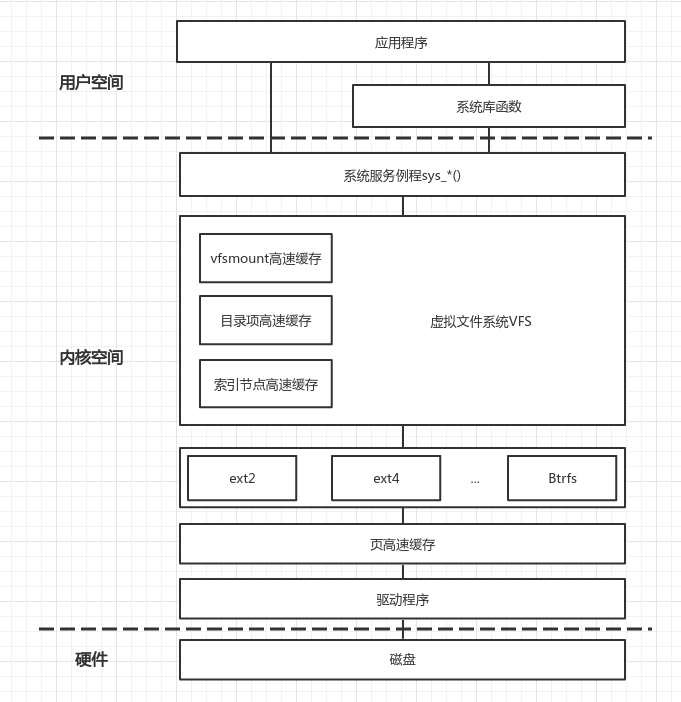 应用程序
用户空间
系统库函数
系统服务例程sys_*()
vfsmount高速缓存
目录项高速缓存
虚拟文件系统VFS
内核空间
索引节点高速缓存
ext2 ext4 ... Btrfs
页高速缓存
驱动程序
硬件
磁盘